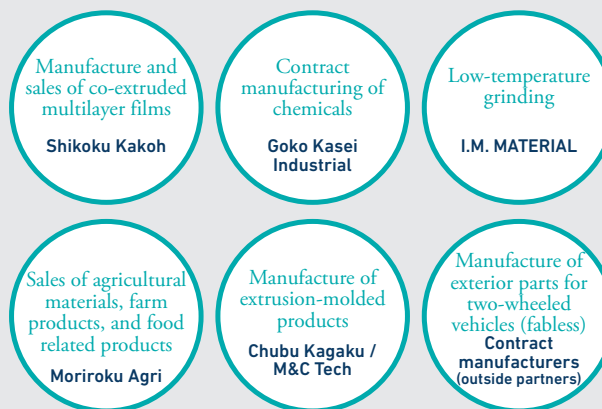 Manufacture and
sales of co-extruded
multilayer films
Shikoku Kakoh
Contract
manufacturing of
chemicals
Goko Kasei
Industrial
Low-temperature
grinding
I.M. MATERIAL
Sales of agricultural
materials, farm
products, and food
related products
Moriroku Agri
Manufacture of
extrusion-molded
products
Chubu Kagaku /
M&C Tech
Manufacture of
exterior parts for
two-wheeled
vehicles (fabless)
Contract
manufacturers
(outside partners)